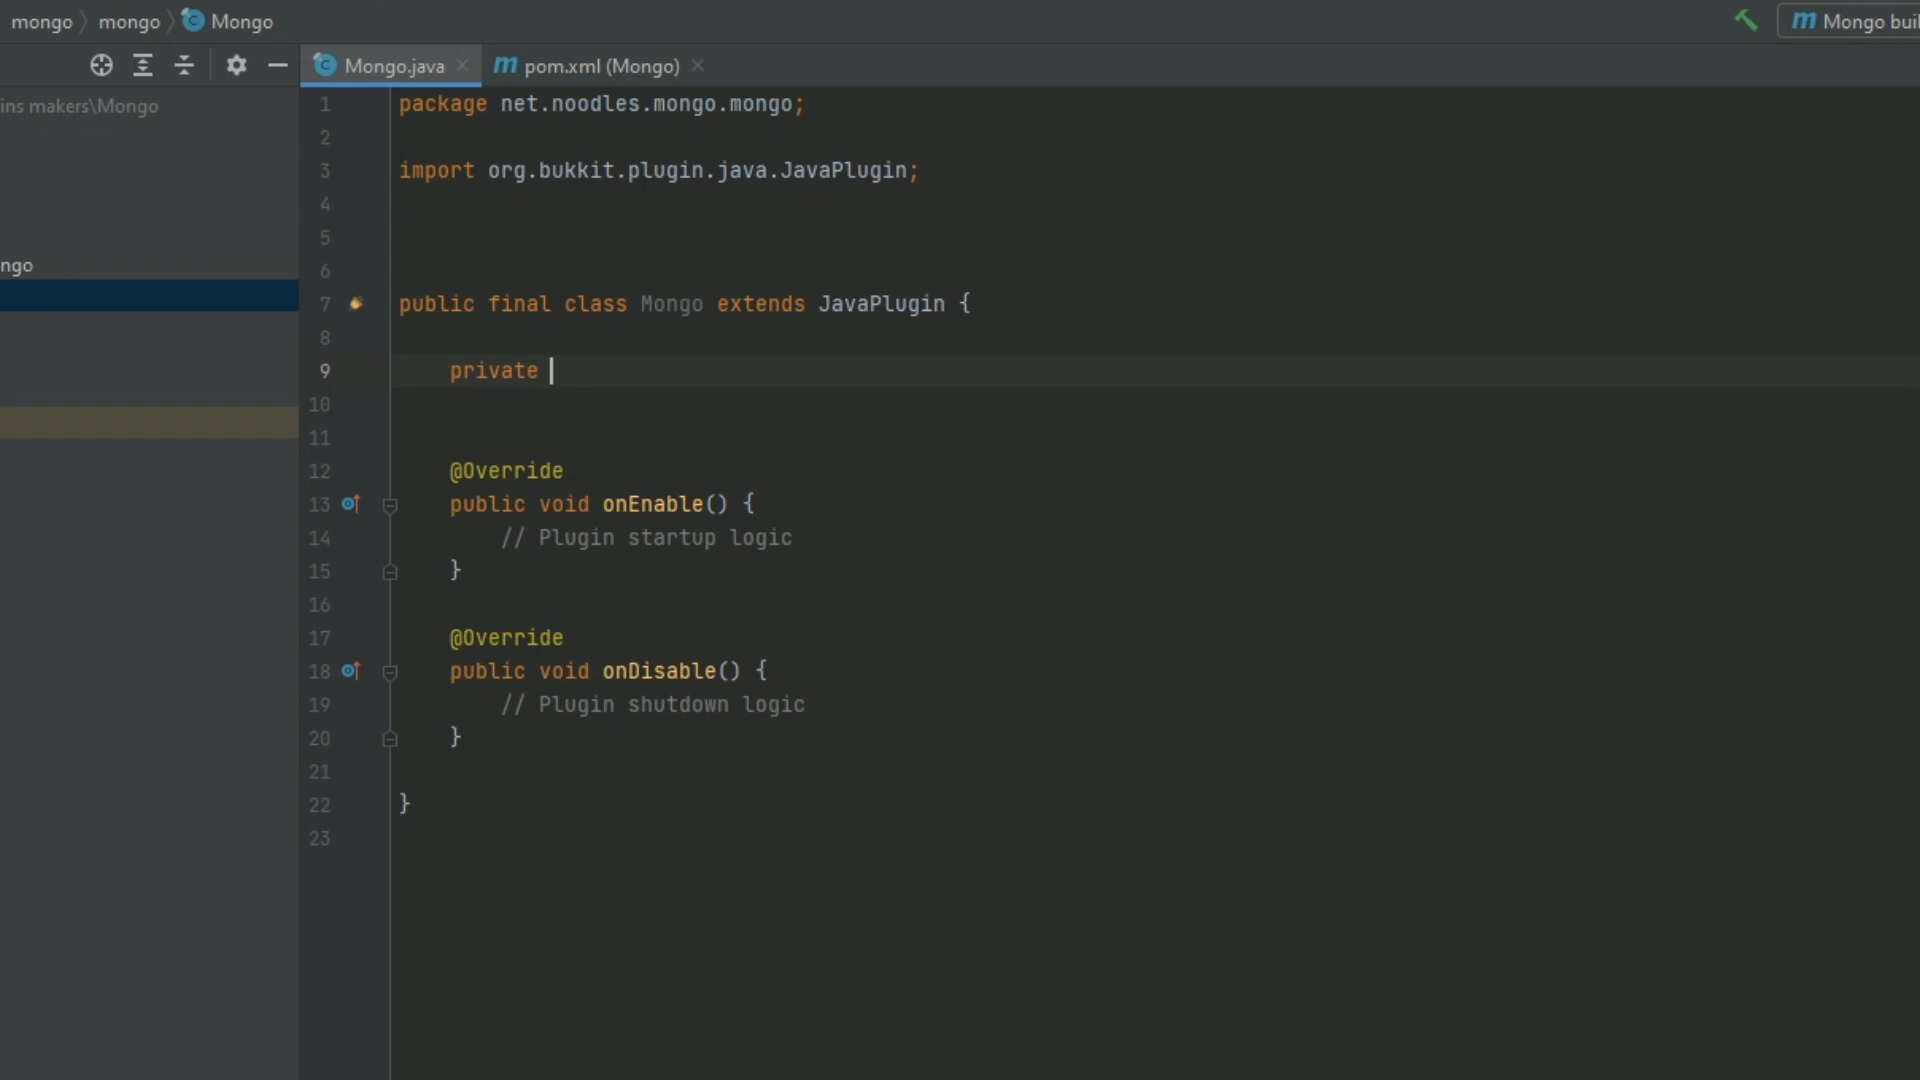 mongo mongo Mongo
m Mongo buil
Mongo.java m pom.xml (Mongo)
ins makers\Mongo
ngo
1 package net.noodles.mongo.mongo;
2
3 import org.bukkit.plugin.java.JavaPlugin;
4
5
6
7 public final class Mongo extends JavaPlugin {
8
9 private
10
11
12 @Override
13 public void onEnable() {
14 // Plugin startup logic
15 }
16
17 @Override
18 public void onDisable() {
19 // Plugin shutdown logic
20 }
21
22 }
23